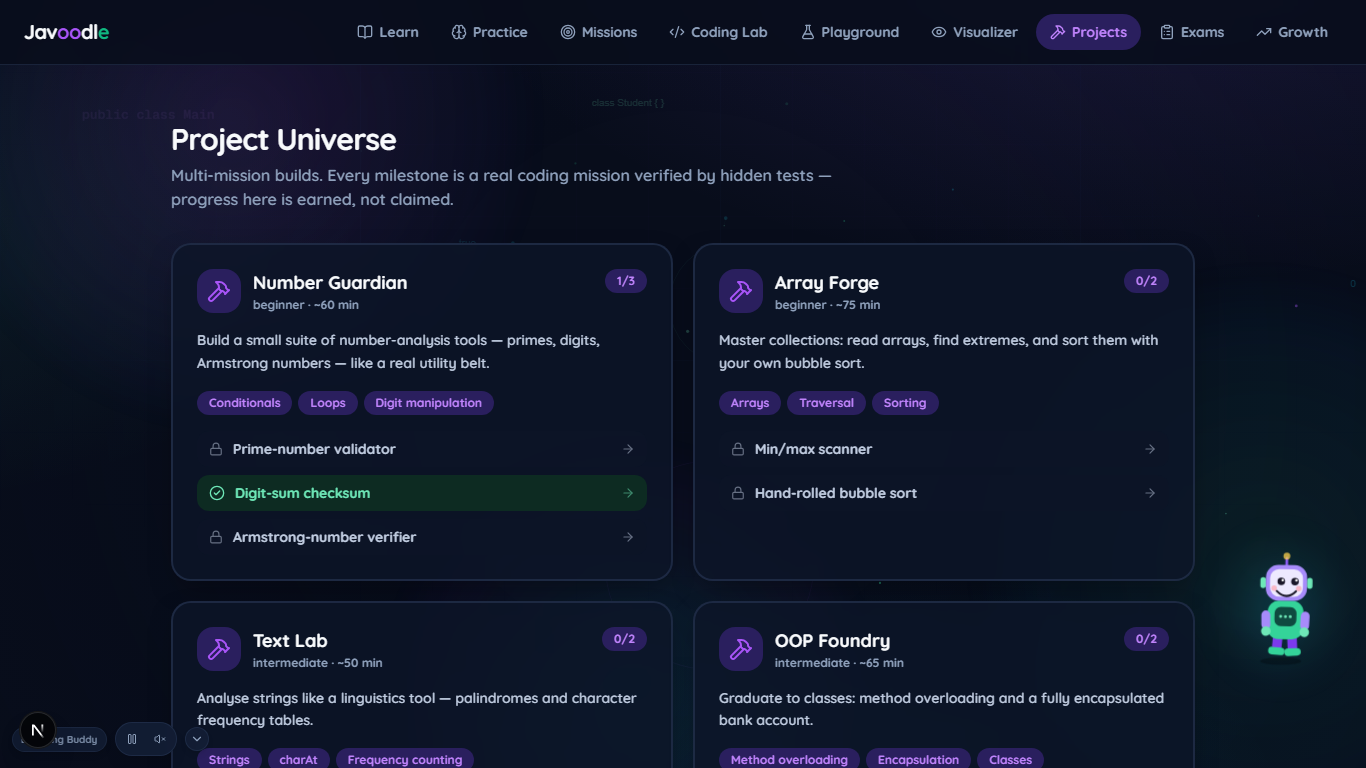 Javoodle
Learn
Practice
Missions
Coding Lab
Playground
Visualizer
Projects
Exams
Growth
public class Main
class Student { }
Project Universe
Multi-mission builds. Every milestone is a real coding mission verified by hidden tests —
progress here is earned, not claimed.
Number Guardian
1/3
beginner · ~60 min
Build a small suite of number-analysis tools — primes, digits,
Armstrong numbers — like a real utility belt.
Conditionals
Loops
Digit manipulation
Prime-number validator
Digit-sum checksum
Armstrong-number verifier
Array Forge
0/2
beginner · ~75 min
Master collections: read arrays, find extremes, and sort them with
your own bubble sort.
Arrays
Traversal
Sorting
Min/max scanner
Hand-rolled bubble sort
Text Lab
0/2
intermediate · ~50 min
Analyse strings like a linguistics tool — palindromes and character
frequency tables.
Strings
charAt
Frequency counting
OOP Foundry
0/2
intermediate · ~65 min
Graduate to classes: method overloading and a fully encapsulated
bank account.
Method overloading
Encapsulation
Classes
N
Buddy